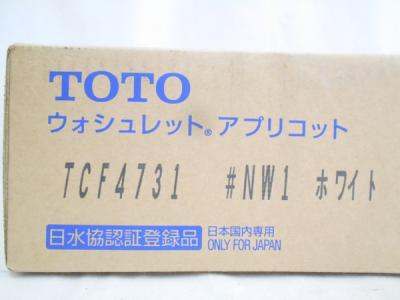 TOTO
ウォシュレット®アプリコット
TCF4731 #NW1 ホワイト
日水協認証登録品 日本国内専用
ONLY FOR JAPAN